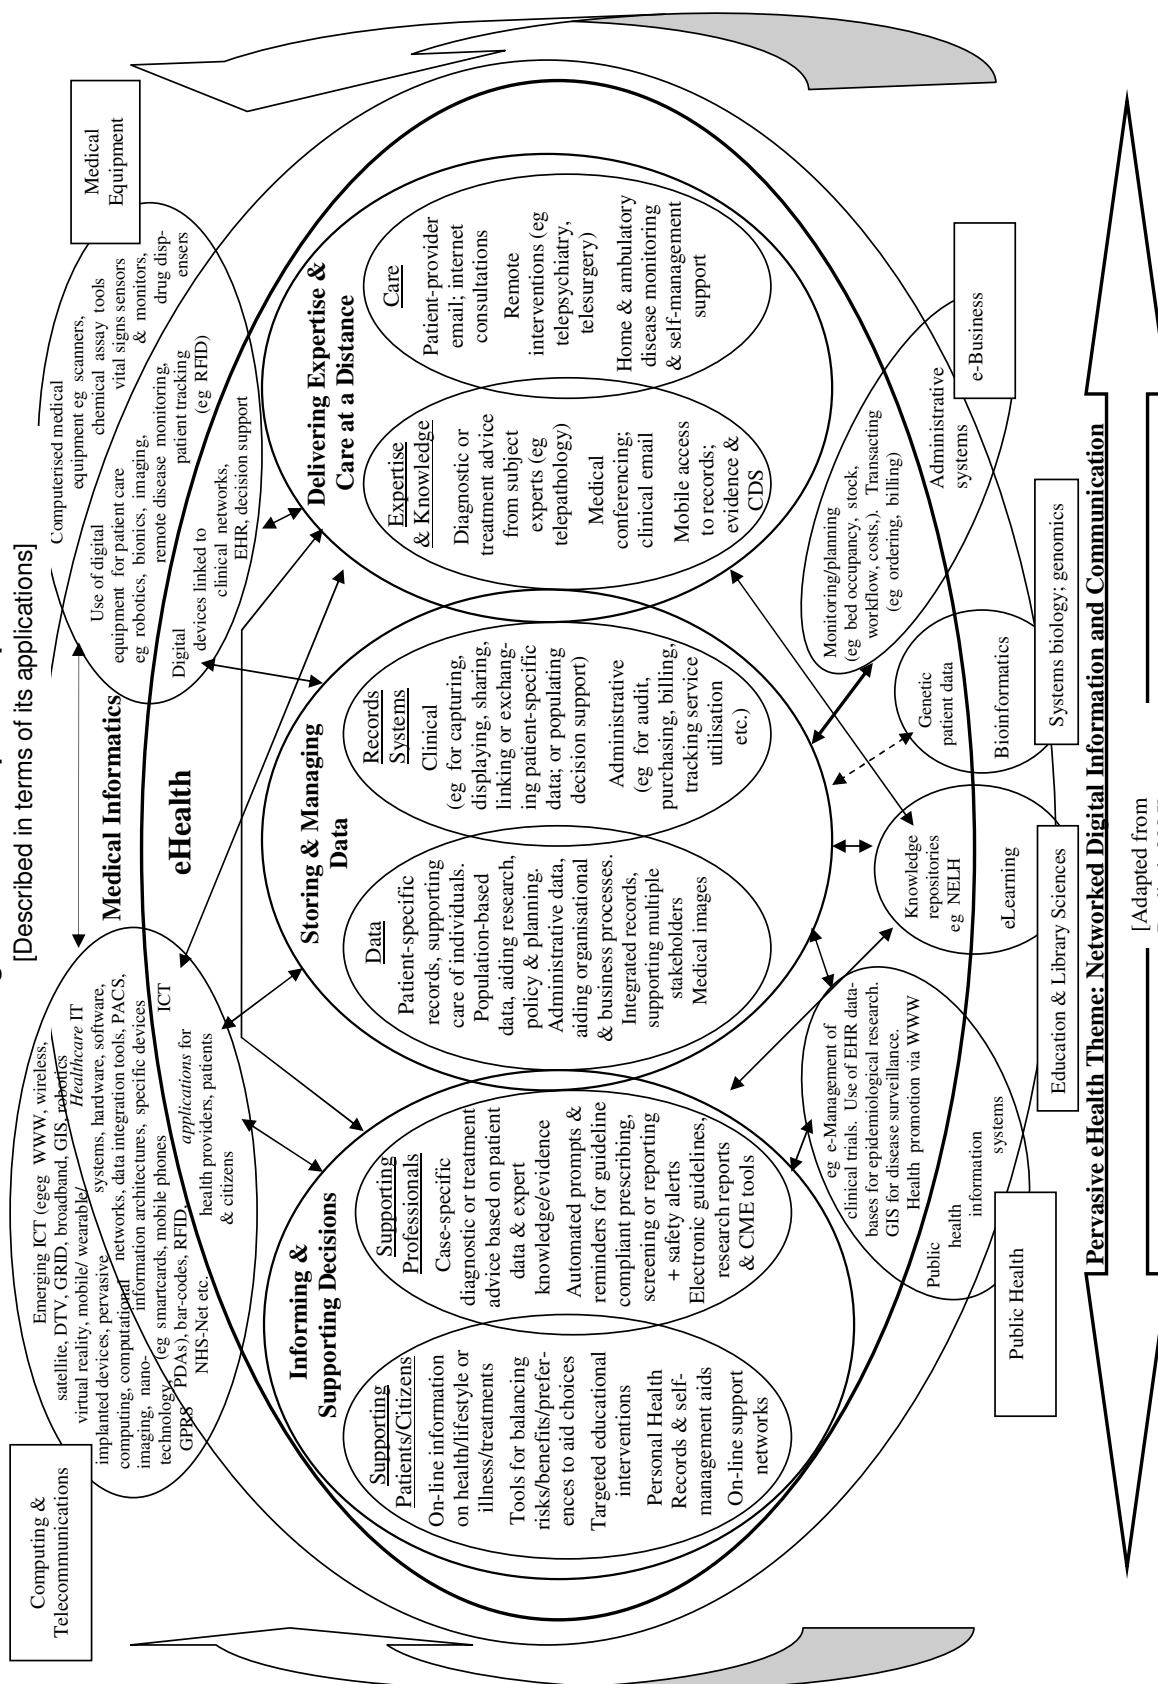 [Described in terms of its applications]
Computing &
Telecommunications
Medical
Equipment
Emerging ICT (egeg WWW, wireless,
satellite, DTV, GRID, broadband, GIS, robotics
virtual reality, mobile/ wearable/
implanted devices, pervasive
computing, computational
imaging, nano-
technology,
GPRS
Healthcare IT
systems, hardware, software,
networks, data integration tools, PACS,
information architectures, specific devices
(eg smartcards, mobile phones
PDAs), bar-codes, RFID,
NHS-Net etc.
ICT
applications for
health providers, patients
& citizens
Computerised medical
equipment eg scanners,
chemical assay tools
vital signs sensors
& monitors,
drug disp-
ensers
Use of digital
equipment for patient care
eg robotics, bionics, imaging,
remote disease monitoring,
patient tracking
(eg RFID)
Digital
devices linked to
clinical networks,
EHR, decision support
Medical Informatics
eHealth
Informing &
Supporting Decisions
Supporting
Patients/Citizens
On-line information
on health/lifestyle or
illness/treatments
Tools for balancing
risks/benefits/prefer-
ences to aid choices
Targeted educational
interventions
Personal Health
Records & self-
management aids
On-line support
networks
Supporting
Professionals
Case-specific
diagnostic or treatment
advice based on patient
data & expert
knowledge/evidence
Automated prompts &
reminders for guideline
compliant prescribing,
screening or reporting
+ safety alerts
Electronic guidelines,
research reports
& CME tools
Storing & Managing
Data
Data
Patient-specific
records, supporting
care of individuals.
Population-based
data, aiding research,
policy & planning.
Administrative data,
aiding organisational
& business processes.
Integrated records,
supporting multiple
stakeholders
Medical images
Records
Systems
Clinical
(eg for capturing,
displaying, sharing,
linking or exchang-
ing patient-specific
data; or populating
decision support)
Administrative
(eg for audit,
purchasing, billing,
tracking service
utilisation
etc.)
Delivering Expertise &
Care at a Distance
Expertise
& Knowledge
Diagnostic or
treatment advice
from subject
experts (eg
telepathology)
Medical
conferencing;
clinical email
Mobile access
to records;
evidence &
CDS
Care
Patient-provider
email; internet
consultations
Remote
interventions (eg
telepsychiatry,
telesurgery)
Home & ambulatory
disease monitoring
& self-management
support
eg e-Management of
clinical trials. Use of EHR data-
bases for epidemiological research.
GIS for disease surveillance.
Health promotion via WWW
Public
health
information
systems
Public Health
Knowledge
repositories
eg NELH
eLearning
Education & Library Sciences
Genetic
patient data
Bioinformatics
Systems biology; genomics
Monitoring/planning
(eg bed occupancy, stock,
workflow, costs,). Transacting
(eg ordering, billing)
Administrative
systems
e-Business
Pervasive eHealth Theme: Networked Digital Information and Communication
[Adapted from